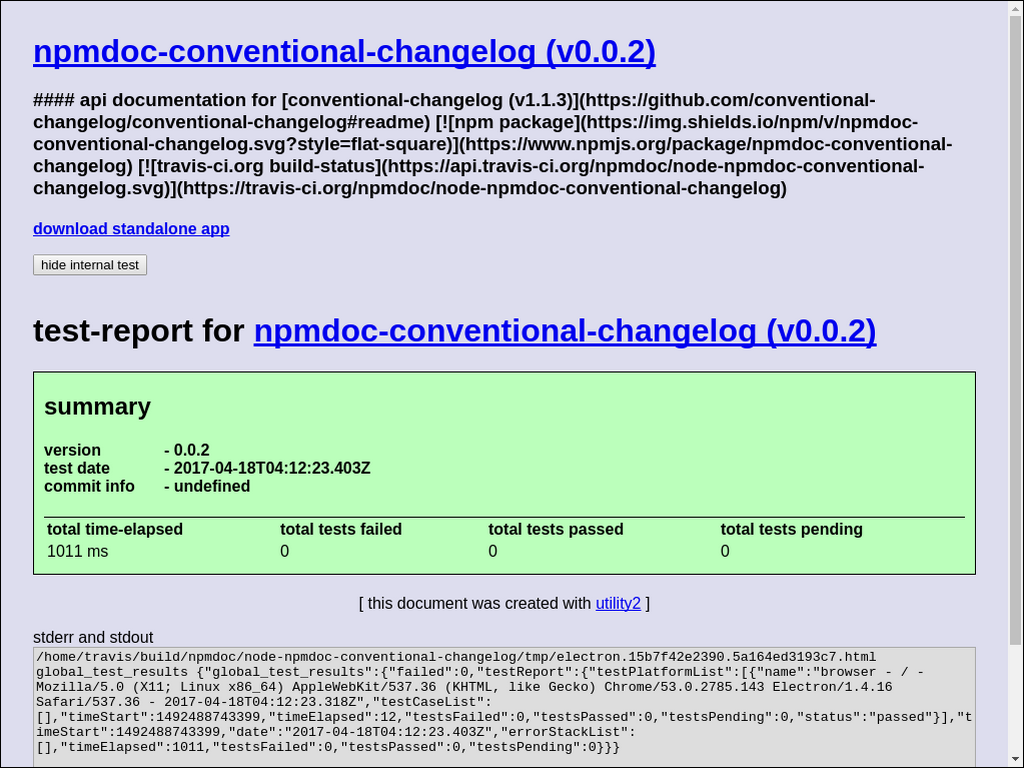 npmdoc-conventional-changelog (v0.0.2)
#### api documentation for [conventional-changelog (v1.1.3)](https://github.com/conventional-
changelog/conventional-changelog#readme) [![npm package](https://img.shields.io/npm/v/npmdoc-
conventional-changelog.svg?style=flat-square)](https://www.npmjs.org/package/npmdoc-conventional-
changelog) [![travis-ci.org build-status](https://api.travis-ci.org/npmdoc/node-npmdoc-conventional-
changelog.svg)](https://travis-ci.org/npmdoc/node-npmdoc-conventional-changelog)
download standalone app
hide internal test
test-report for npmdoc-conventional-changelog (v0.0.2)
summary
version - 0.0.2
test date - 2017-04-18T04:12:23.403Z
commit info - undefined
total time-elapsed total tests failed total tests passed total tests pending
1011 ms 0 0 0
[ this document was created with utility2 ]
stderr and stdout
/home/travis/build/npmdoc/node-npmdoc-conventional-changelog/tmp/electron.15b7f42e2390.5a164ed3193c7.html
global_test_results {"global_test_results":{"failed":0,"testReport":{"testPlatformList":[{"name":"browser - / -
Mozilla/5.0 (X11; Linux x86_64) AppleWebKit/537.36 (KHTML, like Gecko) Chrome/53.0.2785.143 Electron/1.4.16
Safari/537.36 - 2017-04-18T04:12:23.318Z","testCaseList":
[],"timeStart":1492488743399,"timeElapsed":12,"testsFailed":0,"testsPassed":0,"testsPending":0,"status":"passed"}],"t
imeStart":1492488743399,"date":"2017-04-18T04:12:23.403Z","errorStackList":
[],"timeElapsed":1011,"testsFailed":0,"testsPassed":0,"testsPending":0}}}